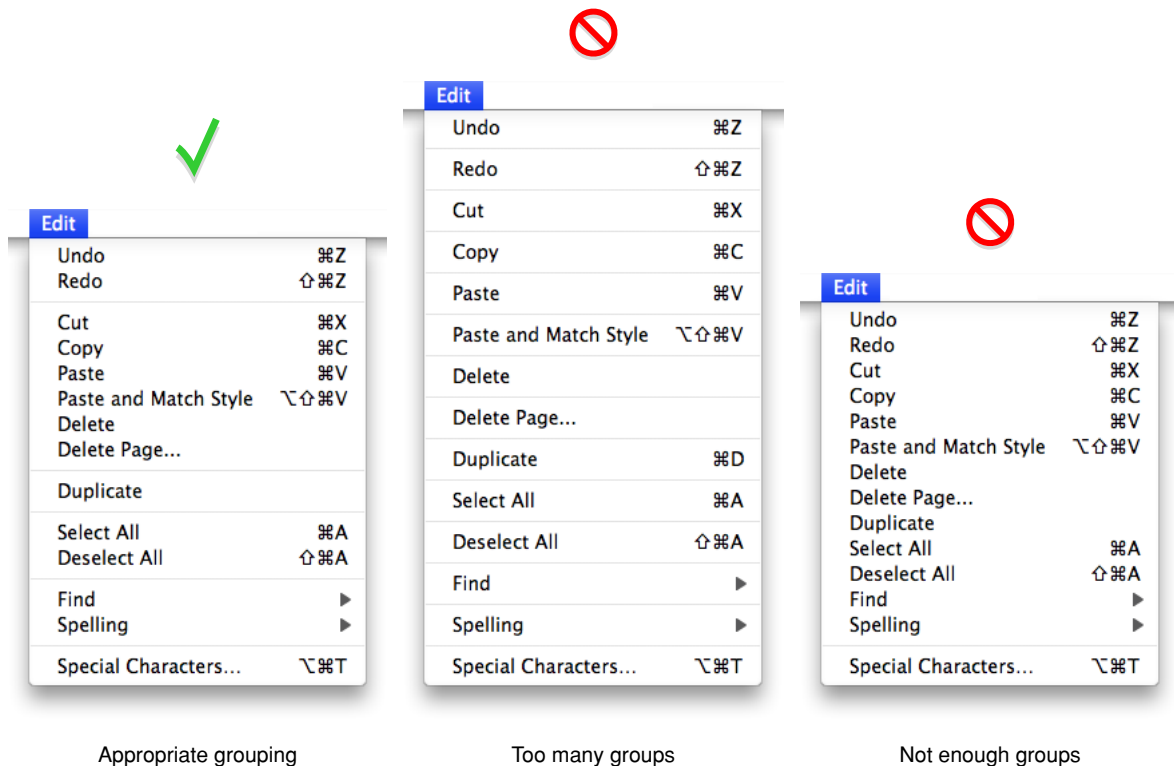 Edit
Undo ⌘Z
Redo ⇧⌘Z
Cut ⌘X
Copy ⌘C
Paste ⌘V
Paste and Match Style ⌥⇧⌘V
Delete
Delete Page...
Duplicate
Select All ⌘A
Deselect All ⇧⌘A
Find ▶
Spelling ▶
Special Characters... ⌥⌘T
Appropriate grouping
Edit
Undo ⌘Z
Redo ⇧⌘Z
Cut ⌘X
Copy ⌘C
Paste ⌘V
Paste and Match Style ⌥⇧⌘V
Delete
Delete Page...
Duplicate ⌘D
Select All ⌘A
Deselect All ⇧⌘A
Find ▶
Spelling ▶
Special Characters... ⌥⌘T
Too many groups
Edit
Undo ⌘Z
Redo ⇧⌘Z
Cut ⌘X
Copy ⌘C
Paste ⌘V
Paste and Match Style ⌥⇧⌘V
Delete
Delete Page...
Duplicate
Select All ⌘A
Deselect All ⇧⌘A
Find ▶
Spelling ▶
Special Characters... ⌥⌘T
Not enough groups